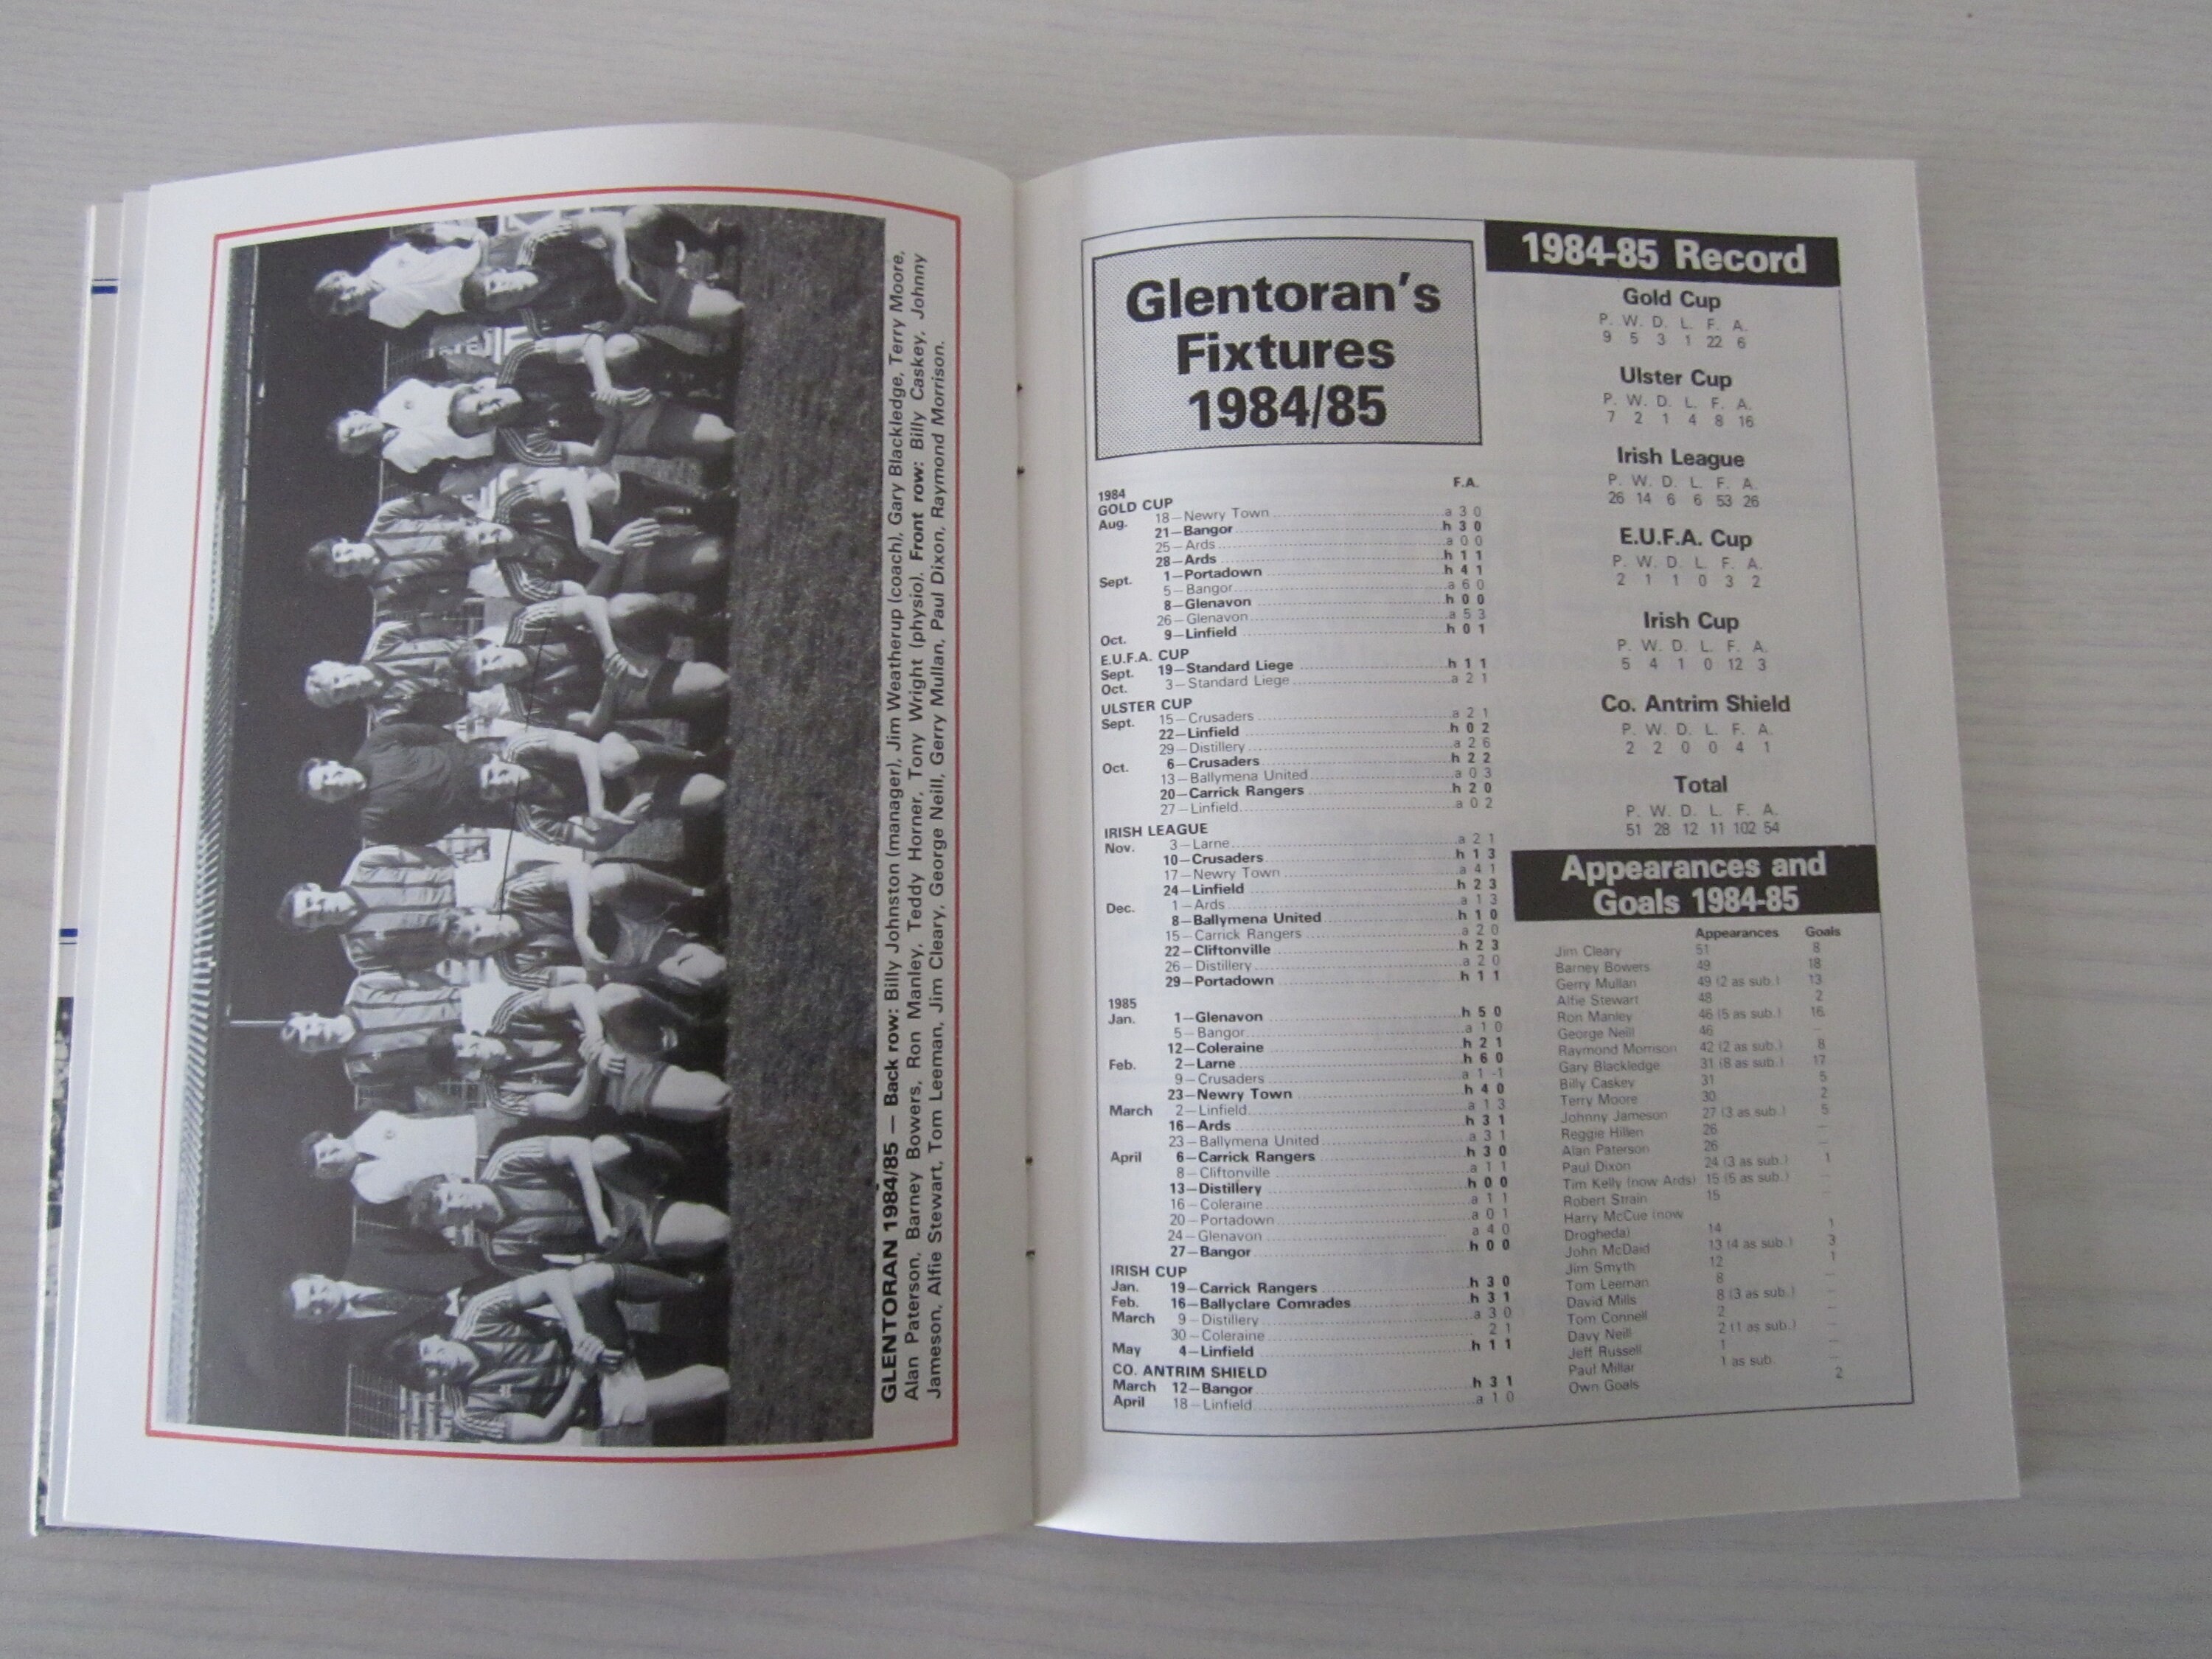 GLENTORAN 1984/85 — Back row: Billy Johnston (manager), Jim Weatherup (coach), Gary Blackledge, Terry Moore,
Alan Paterson, Barney Bowers, Ron Manley, Teddy Horner, Tony Wright (physio). Front row: Billy Caskey, Johnny
Jameson, Alfie Stewart, Tom Leeman, Jim Cleary, George Neill, Gerry Mullan, Paul Dixon, Raymond Morrison.
Glentoran's
Fixtures
1984/85
F.A.
1984
GOLD CUP
Aug. 18—Newry Town a 3 0
21—Bangor h 3 0
25—Ards a 0 0
28—Ards h 1 1
Sept. 1—Portadown h 4 1
5—Bangor a 6 0
8—Glenavon h 0 0
26—Glenavon a 5 3
Oct. 9—Linfield h 0 1
E.U.F.A. CUP
Sept. 19—Standard Liege h 1 1
Oct. 3—Standard Liege a 2 1
ULSTER CUP
Sept. 15—Crusaders a 2 1
22—Linfield h 0 2
29—Distillery a 2 6
Oct. 6—Crusaders h 2 2
13—Ballymena United a 0 3
20—Carrick Rangers h 2 0
27—Linfield a 0 2
IRISH LEAGUE
Nov. 3—Larne a 2 1
10—Crusaders h 1 3
17—Newry Town a 4 1
24—Linfield h 2 3
Dec. 1—Ards a 1 3
8—Ballymena United h 1 0
15—Carrick Rangers a 2 0
22—Cliftonville h 2 3
26—Distillery a 2 0
29—Portadown h 1 1
1985
Jan. 1—Glenavon h 5 0
5—Bangor a 1 0
12—Coleraine h 2 1
Feb. 2—Larne h 6 0
9—Crusaders a 1 -1
23—Newry Town h 4 0
March 2—Linfield a 1 3
16—Ards h 3 1
23—Ballymena United a 3 1
April 6—Carrick Rangers h 3 0
8—Cliftonville a 1 1
13—Distillery h 0 0
16—Coleraine a 1 1
20—Portadown a 0 1
24—Glenavon a 4 0
27—Bangor h 0 0
IRISH CUP
Jan. 19—Carrick Rangers h 3 0
Feb. 16—Ballyclare Comrades h 3 1
March 9—Distillery a 3 0
30—Coleraine 2 1
May 4—Linfield h 1 1
CO. ANTRIM SHIELD
March 12—Bangor h 3 1
April 18—Linfield a 1 0
1984-85 Record
Gold Cup
P. W. D. L. F. A.
9 5 3 1 22 6
Ulster Cup
P. W. D. L. F. A.
7 2 1 4 8 16
Irish League
P. W. D. L. F. A.
26 14 6 6 53 26
E.U.F.A. Cup
P. W. D. L. F. A.
2 1 1 0 3 2
Irish Cup
P. W. D. L. F. A.
5 4 1 0 12 3
Co. Antrim Shield
P. W. D. L. F. A.
2 2 0 0 4 1
Total
P. W. D. L. F. A.
51 28 12 11 102 54
Appearances and
Goals 1984-85
Appearances Goals
Jim Cleary 51 8
Barney Bowers 49 18
Gerry Mullan 49 (2 as sub.) 13
Alfie Stewart 48 2
Ron Manley 46 (5 as sub.) 16
George Neill 46 –
Raymond Morrison 42 (2 as sub.) 8
Gary Blackledge 31 (8 as sub.) 17
Billy Caskey 31 5
Terry Moore 30 2
Johnny Jameson 27 (3 as sub.) 5
Reggie Hillen 26 –
Alan Paterson 26 –
Paul Dixon 24 (3 as sub.) 1
Tim Kelly (now Ards) 15 (5 as sub.) –
Robert Strain 15 –
Harry McCue (now
Drogheda) 14 1
John McDaid 13 (4 as sub.) 3
Jim Smyth 12 1
Tom Leeman 8 –
David Mills 8 (3 as sub.) –
Tom Connell 2 –
Davy Neill 2 (1 as sub.) –
Jeff Russell 1 –
Paul Millar 1 as sub. –
Own Goals 2